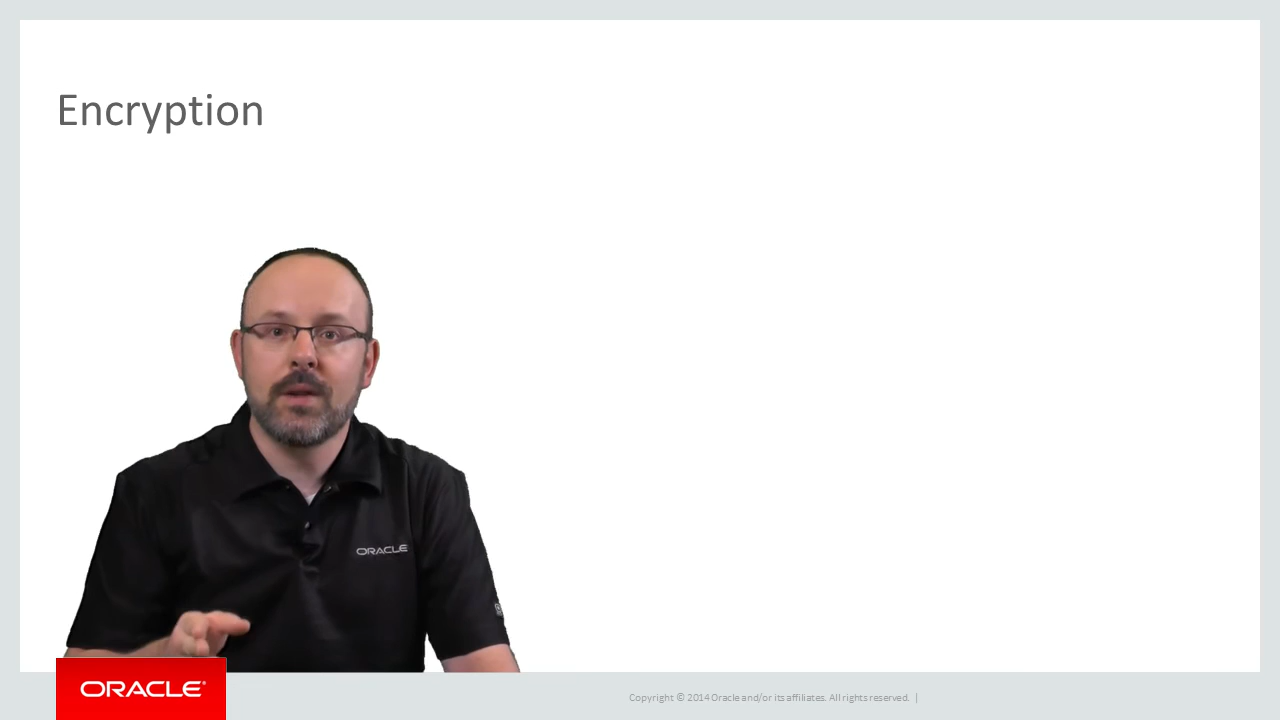 Encryption
ORACLE
ORACLE®
Copyright © 2014 Oracle and/or its affiliates. All rights reserved. |